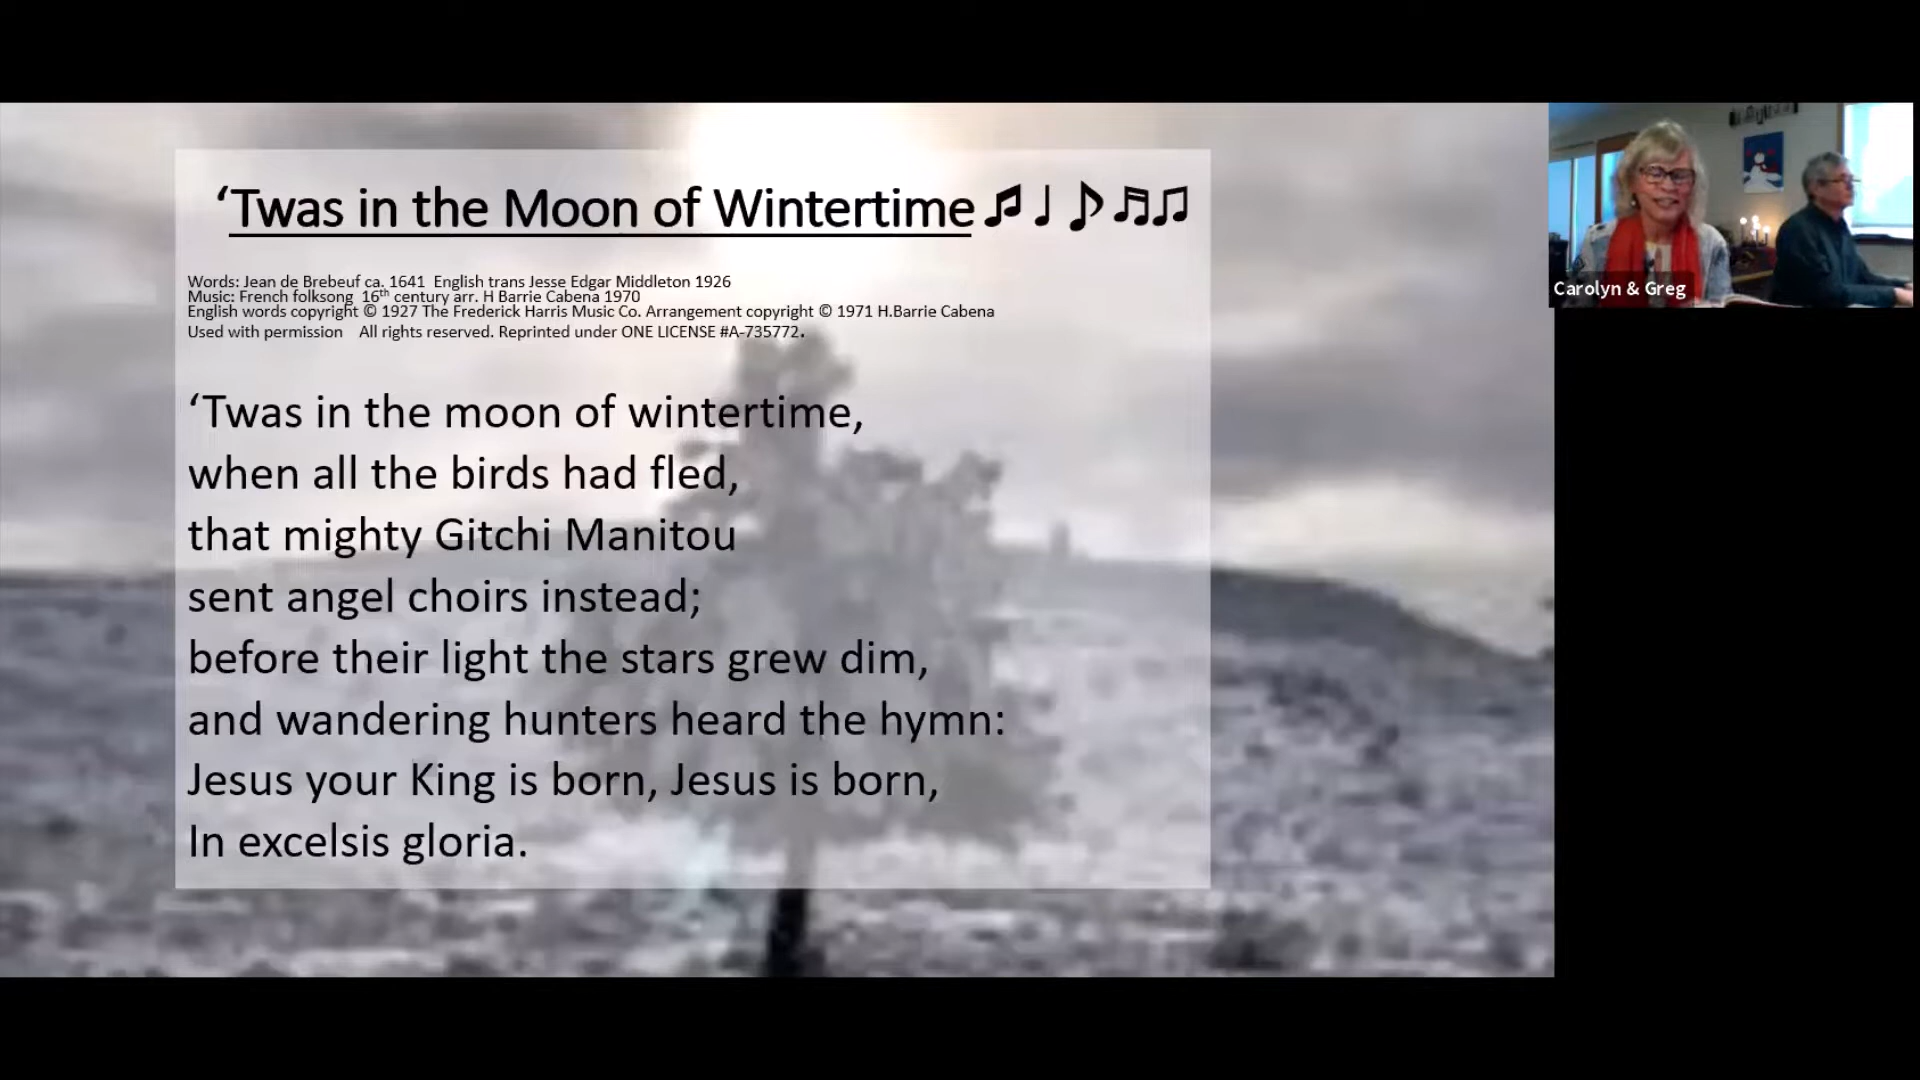 ‘Twas in the Moon of Wintertime
Words: Jean de Brebeuf ca. 1641 English trans Jesse Edgar Middleton 1926
Music: French folksong 16th century arr. H Barrie Cabena 1970
English words copyright © 1927 The Frederick Harris Music Co. Arrangement copyright © 1971 H.Barrie Cabena
Used with permission All rights reserved. Reprinted under ONE LICENSE #A-735772.
‘Twas in the moon of wintertime,
when all the birds had fled,
that mighty Gitchi Manitou
sent angel choirs instead;
before their light the stars grew dim,
and wandering hunters heard the hymn:
Jesus your King is born, Jesus is born,
In excelsis gloria.
Carolyn & Greg